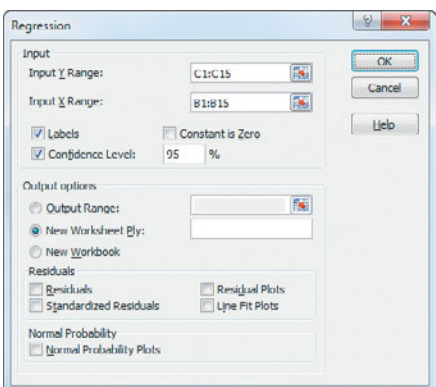 Regression
Input
Input Y Range: C1:C15
Input X Range: B1:B15
Labels Constant is Zero
Confidence Level: 95 %
OK
Cancel
Help
Output options
Output Range:
New Worksheet Ply:
New Workbook
Residuals
Residuals Residual Plots
Standardized Residuals Line Fit Plots
Normal Probability
Normal Probability Plots